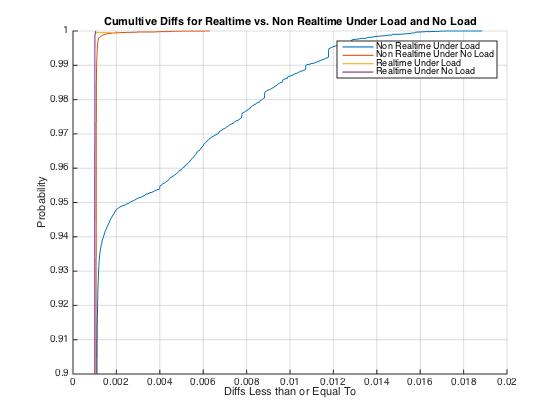 Cumultive Diffs for Realtime vs. Non Realtime Under Load and No Load
1
0.99
0.98
0.97
0.96
0.95
0.94
0.93
0.92
0.91
0.9
Probability
Non Realtime Under Load
Non Realtime Under No Load
Realtime Under Load
Realtime Under No Load
0 0.002 0.004 0.006 0.008 0.01 0.012 0.014 0.016 0.018 0.02
Diffs Less than or Equal To